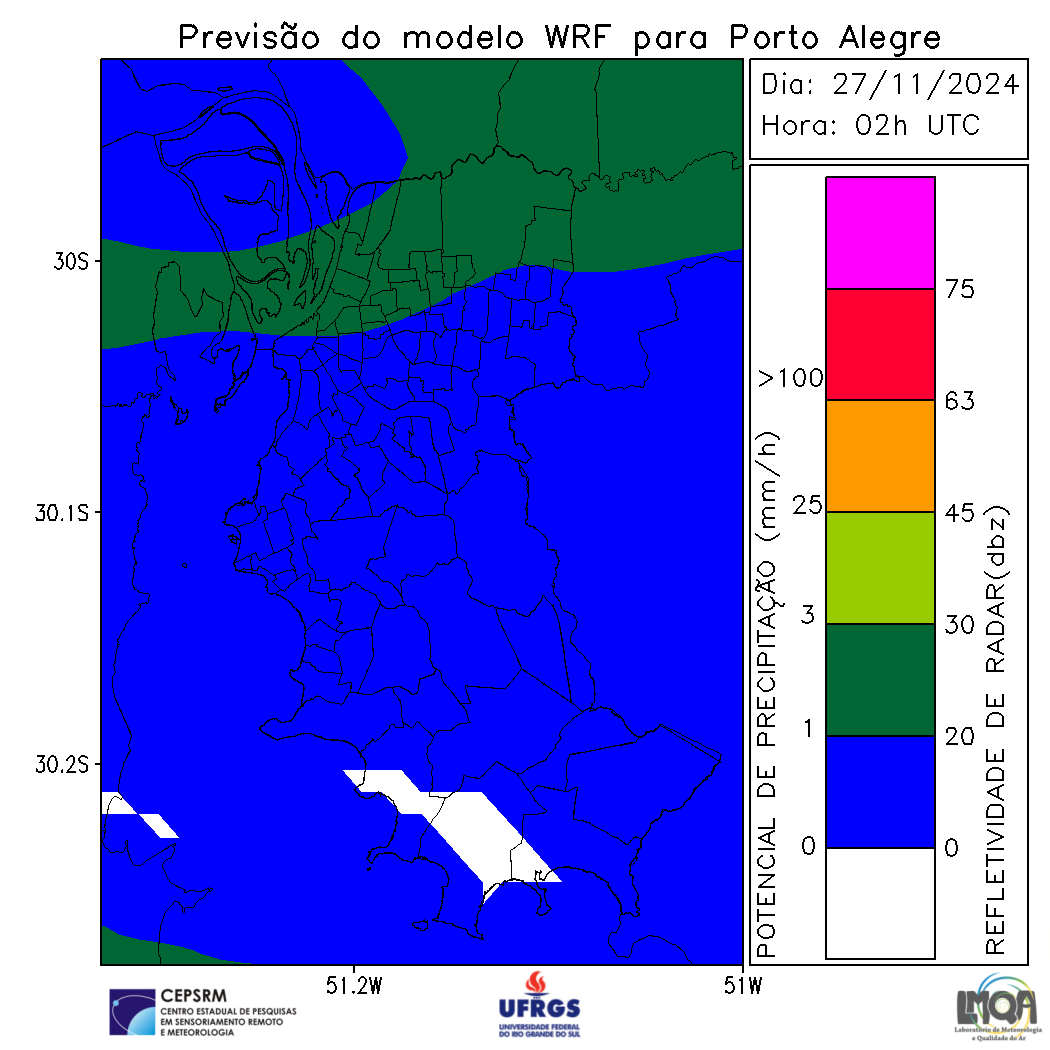 Previsão do modelo WRF para Porto Alegre
Dia: 27/11/2024
Hora: 02h UTC
30S
30.1S
30.2S
51.2W
51W
POTENCIAL DE PRECIPITAÇÃO (mm/h)
>100
25
3
1
0
75
63
45
30
20
0
REFLETIVIDADE DE RADAR(dbz)
CEPSRM
CENTRO ESTADUAL DE PESQUISAS
EM SENSORIAMENTO REMOTO
E METEOROLOGIA
UFRGS
UNIVERSIDADE FEDERAL
DO RIO GRANDE DO SUL
LMQA
Laboratório de Meteorologia
e Qualidade do Ar